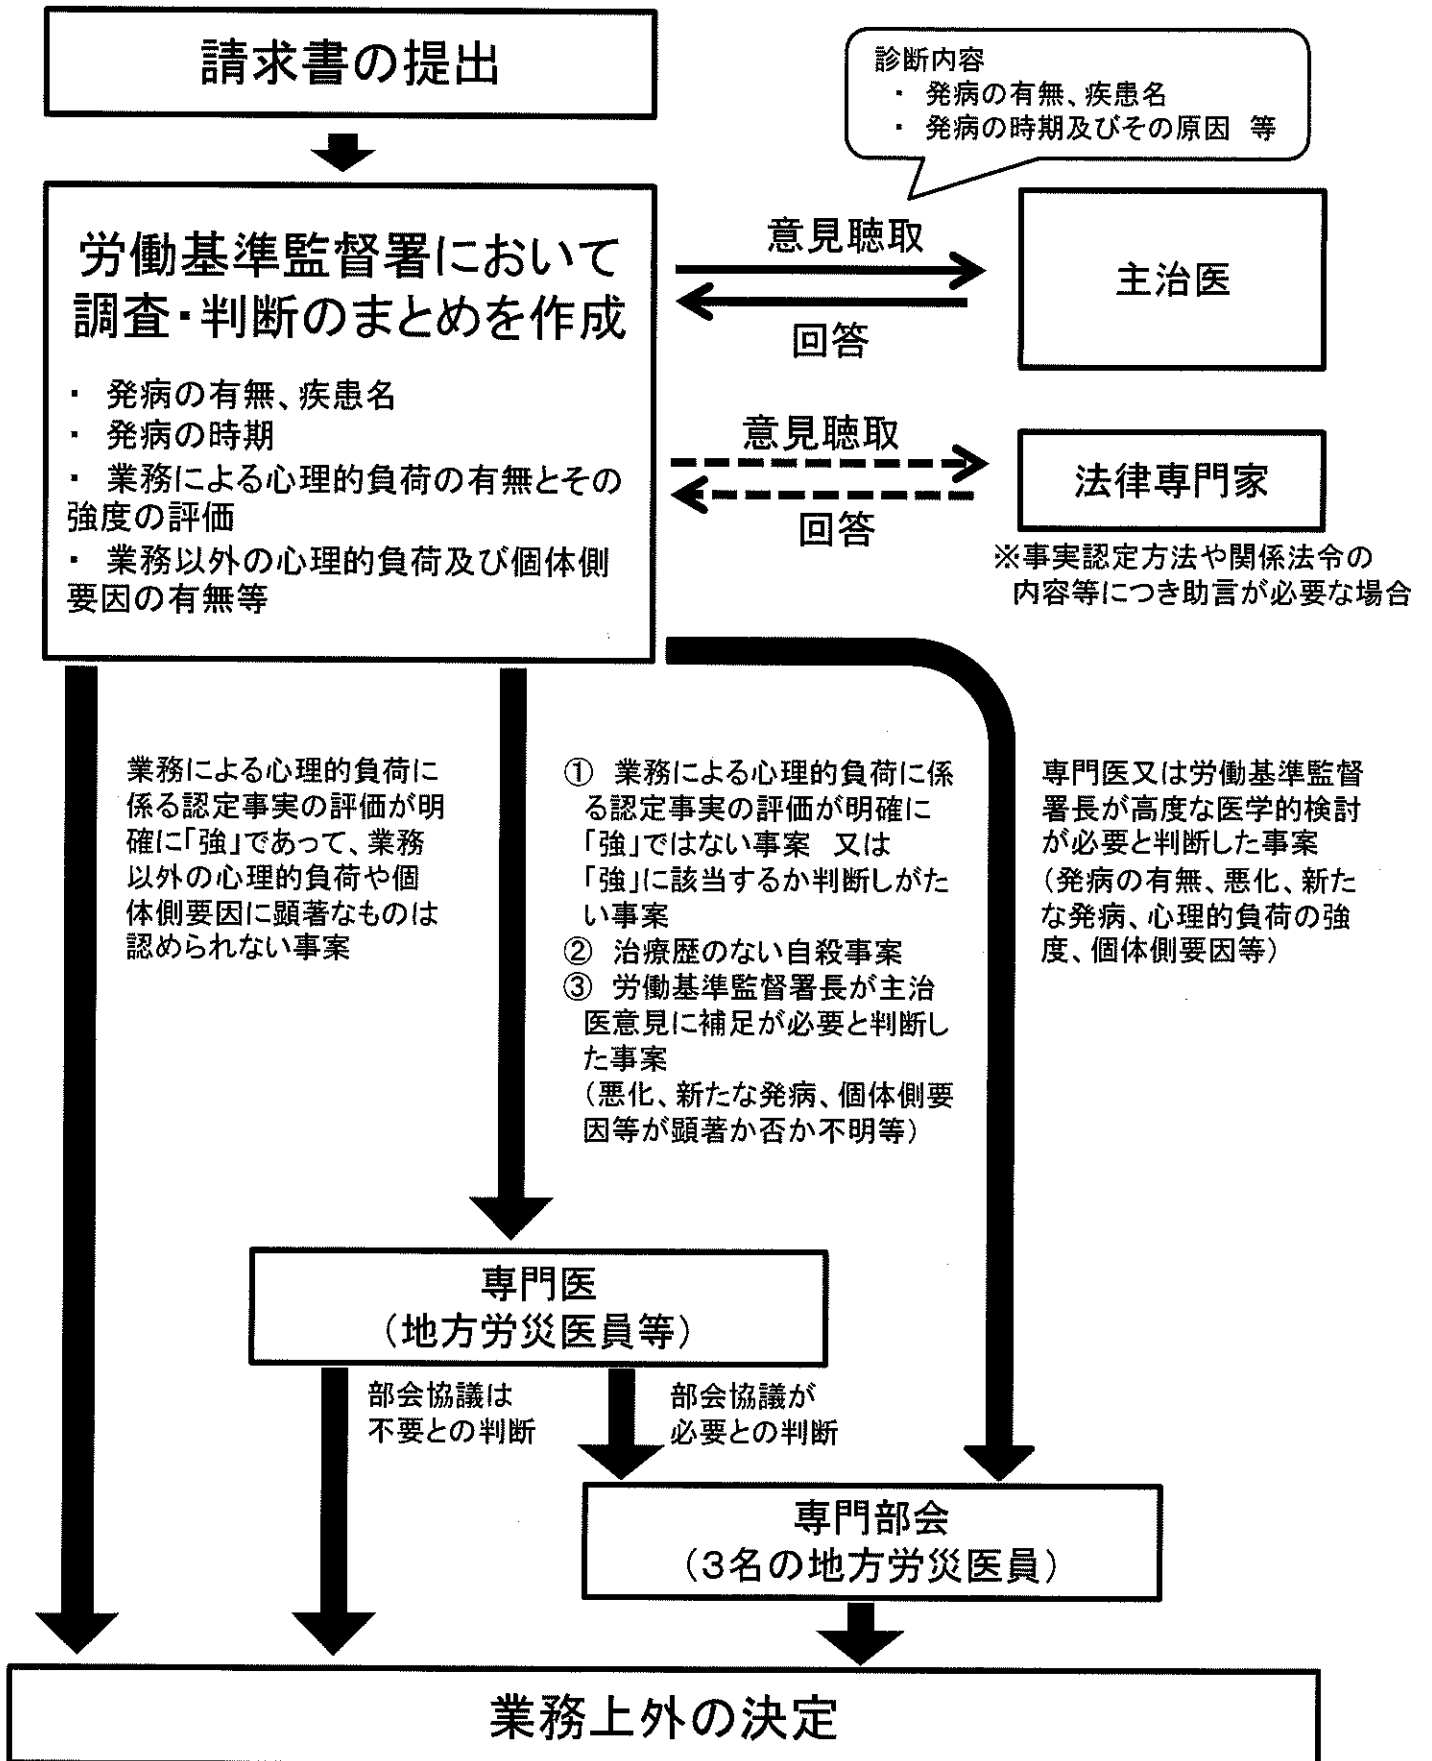 請求書の提出
診断内容
・ 発病の有無、疾患名
・ 発病の時期及びその原因 等
労働基準監督署において
調査・判断のまとめを作成
・ 発病の有無、疾患名
・ 発病の時期
・ 業務による心理的負荷の有無とその
強度の評価
・ 業務以外の心理的負荷及び個体側
要因の有無等
意見聴取
回答
主治医
意見聴取
回答
法律専門家
※事実認定方法や関係法令の
内容等につき助言が必要な場合
業務による心理的負荷に
係る認定事実の評価が明
確に「強」であって、業務
以外の心理的負荷や個
体側要因に顕著なものは
認められない事案
① 業務による心理的負荷に係
る認定事実の評価が明確に
「強」ではない事案 又は
「強」に該当するか判断しがた
い事案
② 治療歴のない自殺事案
③ 労働基準監督署長が主治
医意見に補足が必要と判断し
た事案
(悪化、新たな発病、個体側要
因等が顕著か否か不明等)
専門医又は労働基準監督
署長が高度な医学的検討
が必要と判断した事案
(発病の有無、悪化、新た
な発病、心理的負荷の強
度、個体側要因等)
専門医
(地方労災医員等)
部会協議は
不要との判断
部会協議が
必要との判断
専門部会
(3名の地方労災医員)
業務上外の決定